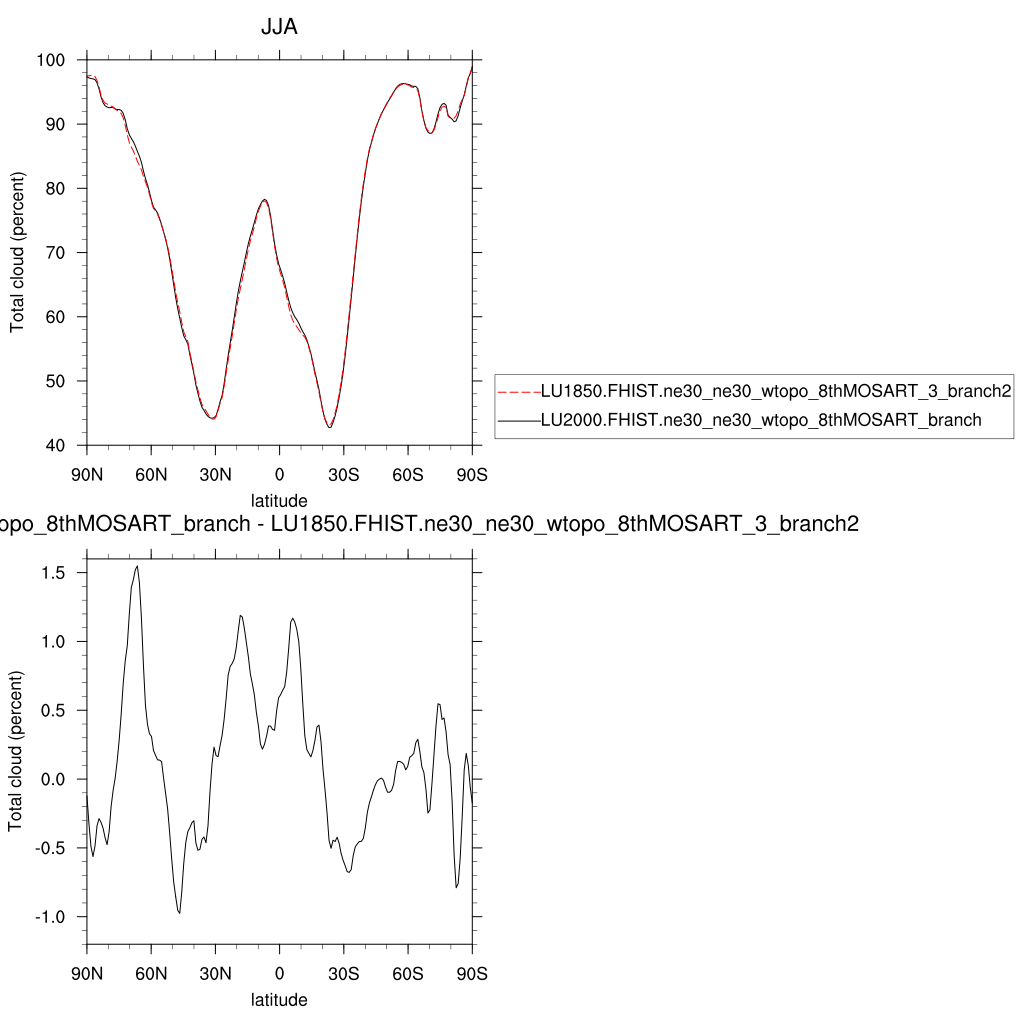 JJA
100
90
80
70
60
50
40
Total cloud (percent)
90N 60N 30N 0 30S 60S 90S
latitude
LU1850.FHIST.ne30_ne30_wtopo_8thMOSART_3_branch2
LU2000.FHIST.ne30_ne30_wtopo_8thMOSART_branch
opo_8thMOSART_branch - LU1850.FHIST.ne30_ne30_wtopo_8thMOSART_3_branch2
1.5
1.0
0.5
0.0
-0.5
-1.0
Total cloud (percent)
90N 60N 30N 0 30S 60S 90S
latitude